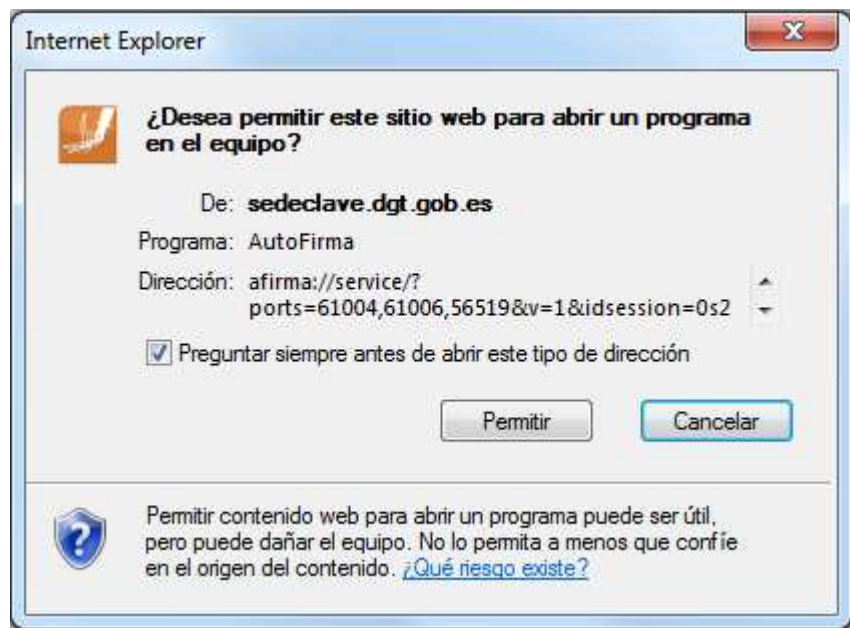 Internet Explorer
¿Desea permitir este sitio web para abrir un programa
en el equipo?
De: sedeclave.dgt.gob.es
Programa: AutoFirma
Dirección: afirma://service/?
ports=61004,61006,56519&v=1&idsession=0s2
Preguntar siempre antes de abrir este tipo de dirección
Permitir Cancelar
Permitir contenido web para abrir un programa puede ser útil,
pero puede dañar el equipo. No lo permita a menos que confíe
en el origen del contenido. ¿Qué riesgo existe?